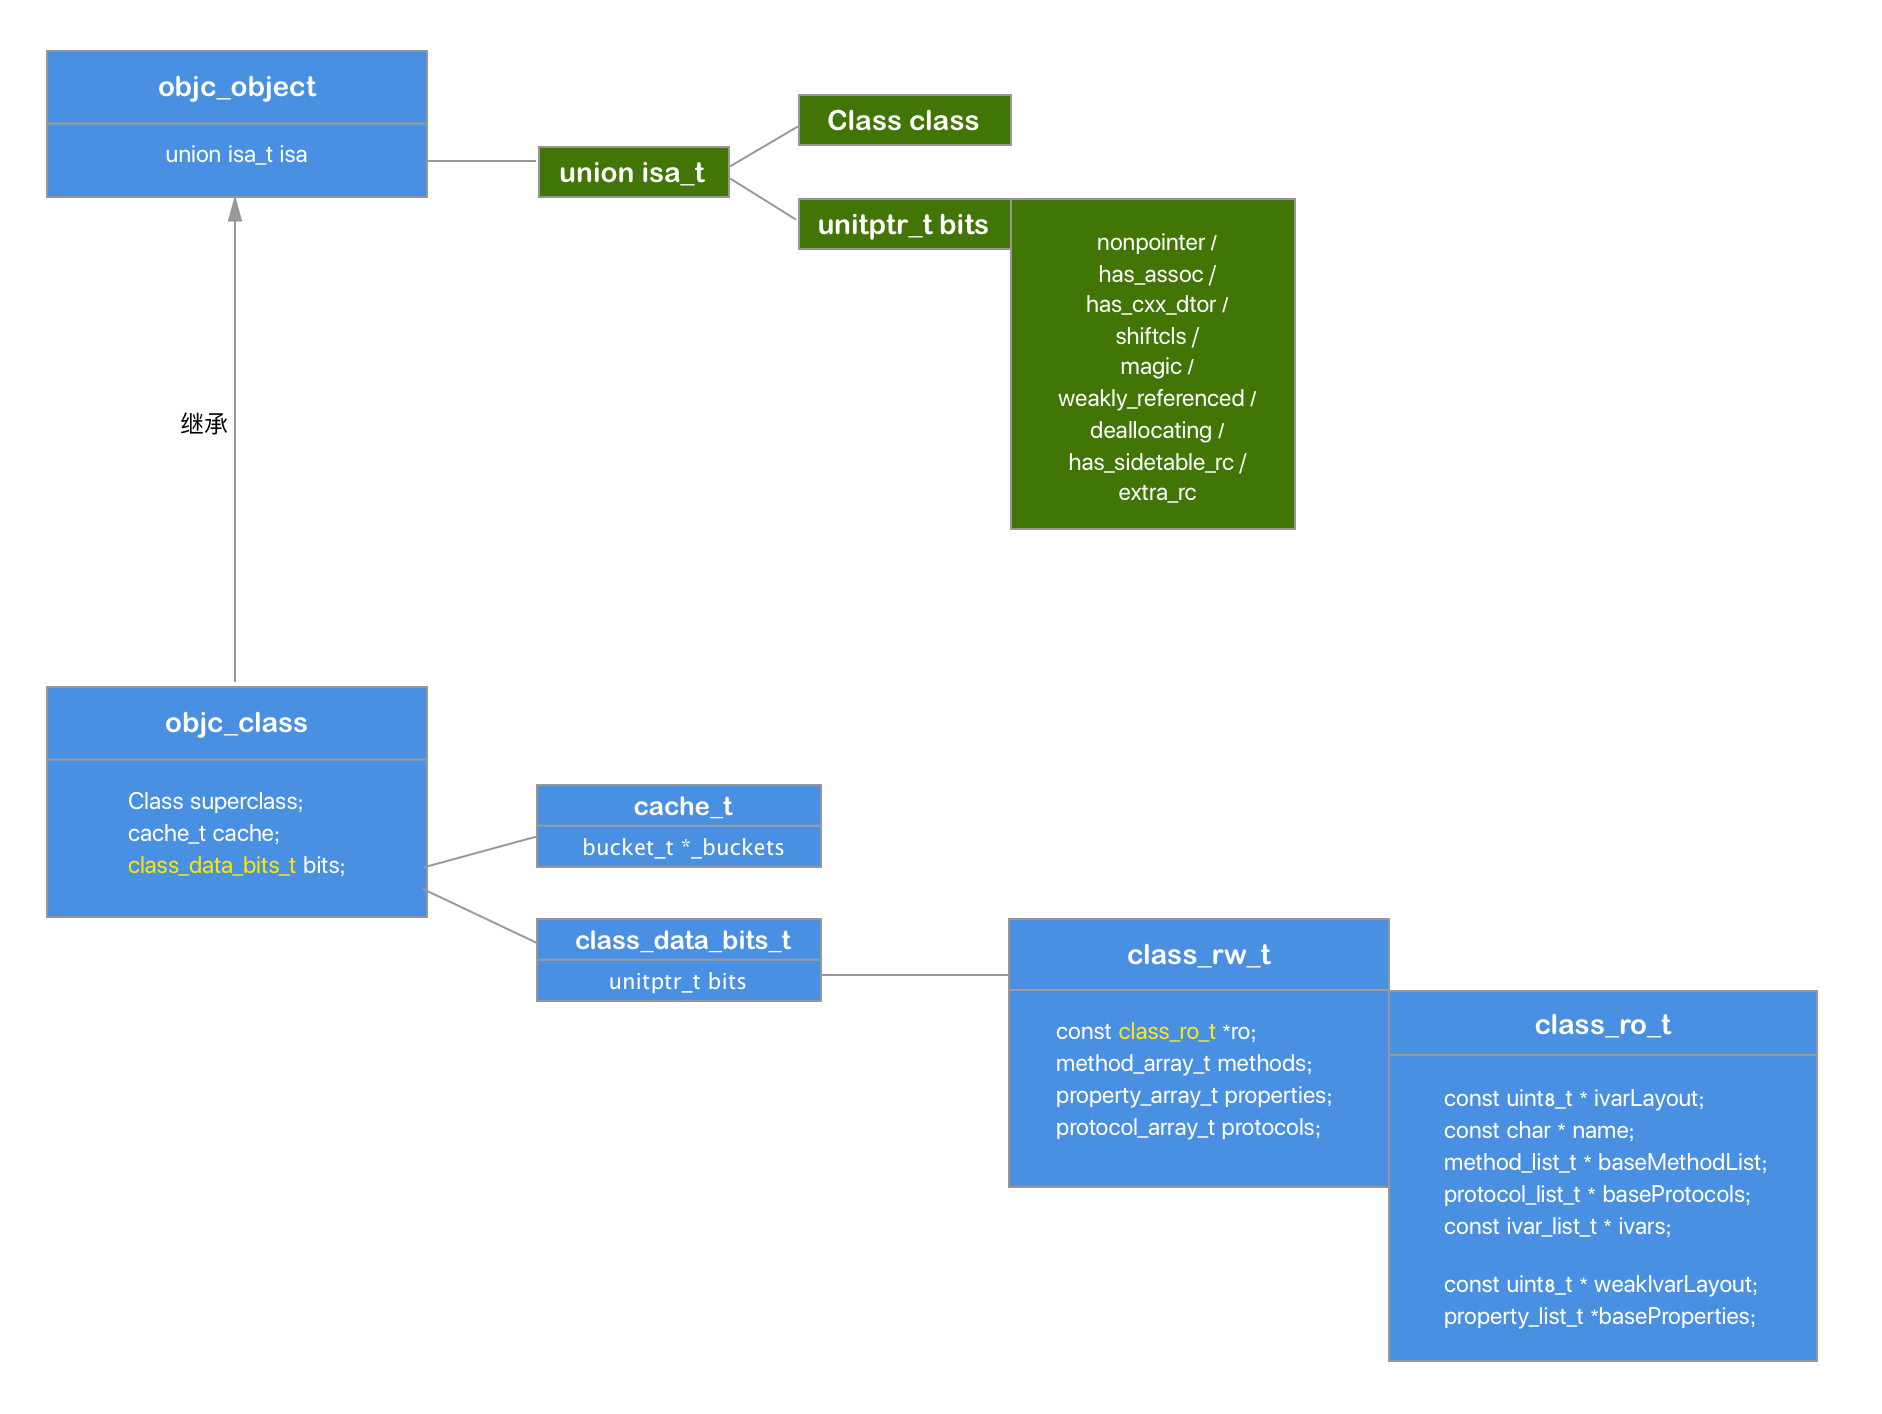 objc_object
union isa_t isa
union isa_t
Class class
unitptr_t bits
nonpointer /
has_assoc /
has_cxx_dtor /
shiftcls /
magic /
weakly_referenced /
deallocating /
has_sidetable_rc /
extra_rc
继承
objc_class
Class superclass;
cache_t cache;
class_data_bits_t bits;
cache_t
bucket_t *_buckets
class_data_bits_t
unitptr_t bits
class_rw_t
const class_ro_t *ro;
method_array_t methods;
property_array_t properties;
protocol_array_t protocols;
class_ro_t
const uint8_t * ivarLayout;
const char * name;
method_list_t * baseMethodList;
protocol_list_t * baseProtocols;
const ivar_list_t * ivars;
const uint8_t * weakIvarLayout;
property_list_t *baseProperties;